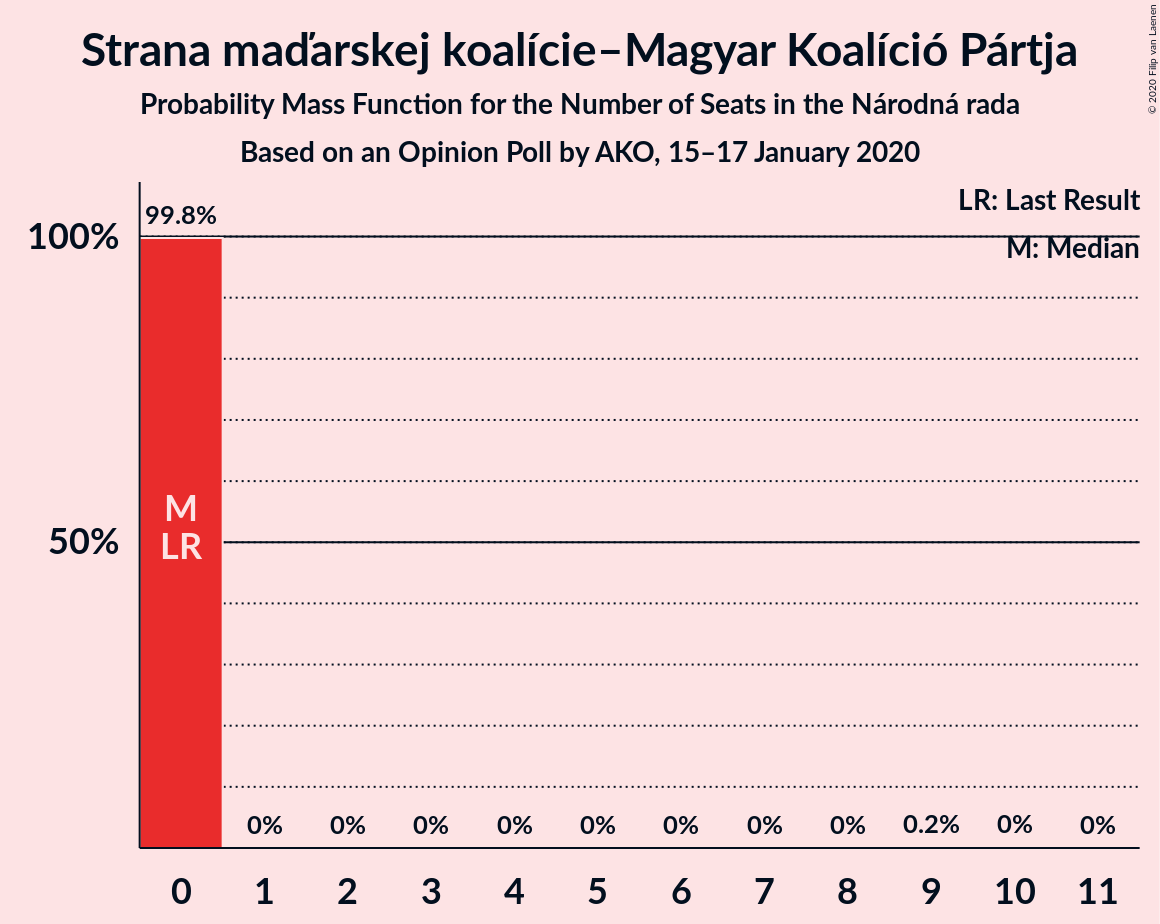 Strana maďarskej koalície–Magyar Koalíció Pártja
Probability Mass Function for the Number of Seats in the Národná rada
Based on an Opinion Poll by AKO, 15–17 January 2020
© 2020 Filip van Laenen
LR: Last Result
M: Median
99.8%
100%
50%
M
LR
0% 0% 0% 0% 0% 0% 0% 0% 0.2% 0% 0%
0 1 2 3 4 5 6 7 8 9 10 11